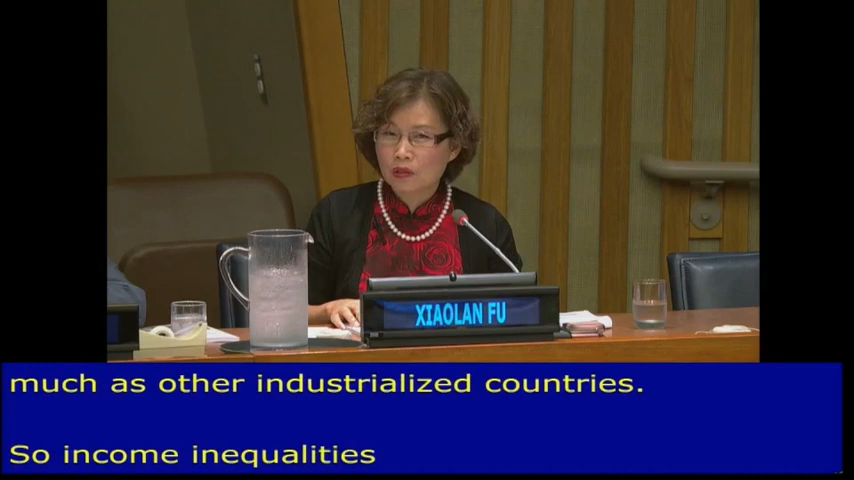 XIAOLAN FU
much as other industrialized countries.
So income inequalities